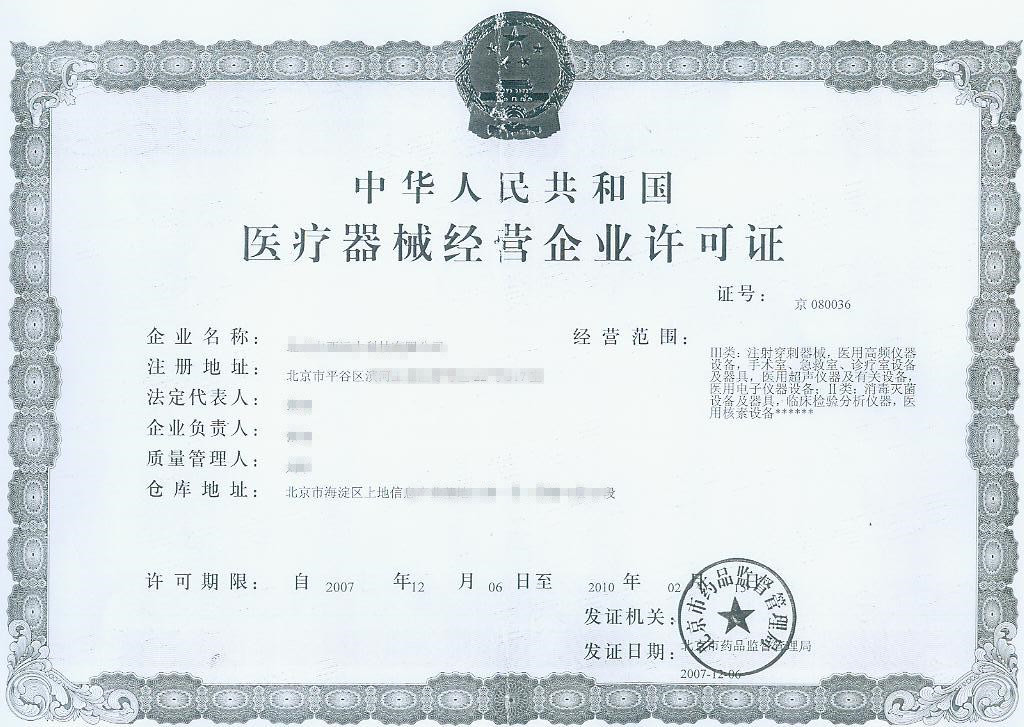 中华人民共和国
医疗器械经营企业许可证
证号： 京 080036
企业名称：
注册地址： 北京市平谷区滨河
法定代表人：
企业负责人：
质量管理人：
仓库地址： 北京市海淀区上地信息 段
经营范围：
III类：注射穿刺器械，医用高频仪器
设备，手术室、急救室、诊疗室设备
及器具，医用超声仪器及有关设备，
医用电子仪器设备；II类：消毒灭菌
设备及器具，临床检验分析仪器，医
用核素设备******
许可期限： 自 2007 年 12 月 06 日至 2010 年 02 月
发证机关： 北京市药品监督管理局
发证日期： 2007-12-06
北京市药品监督管理局